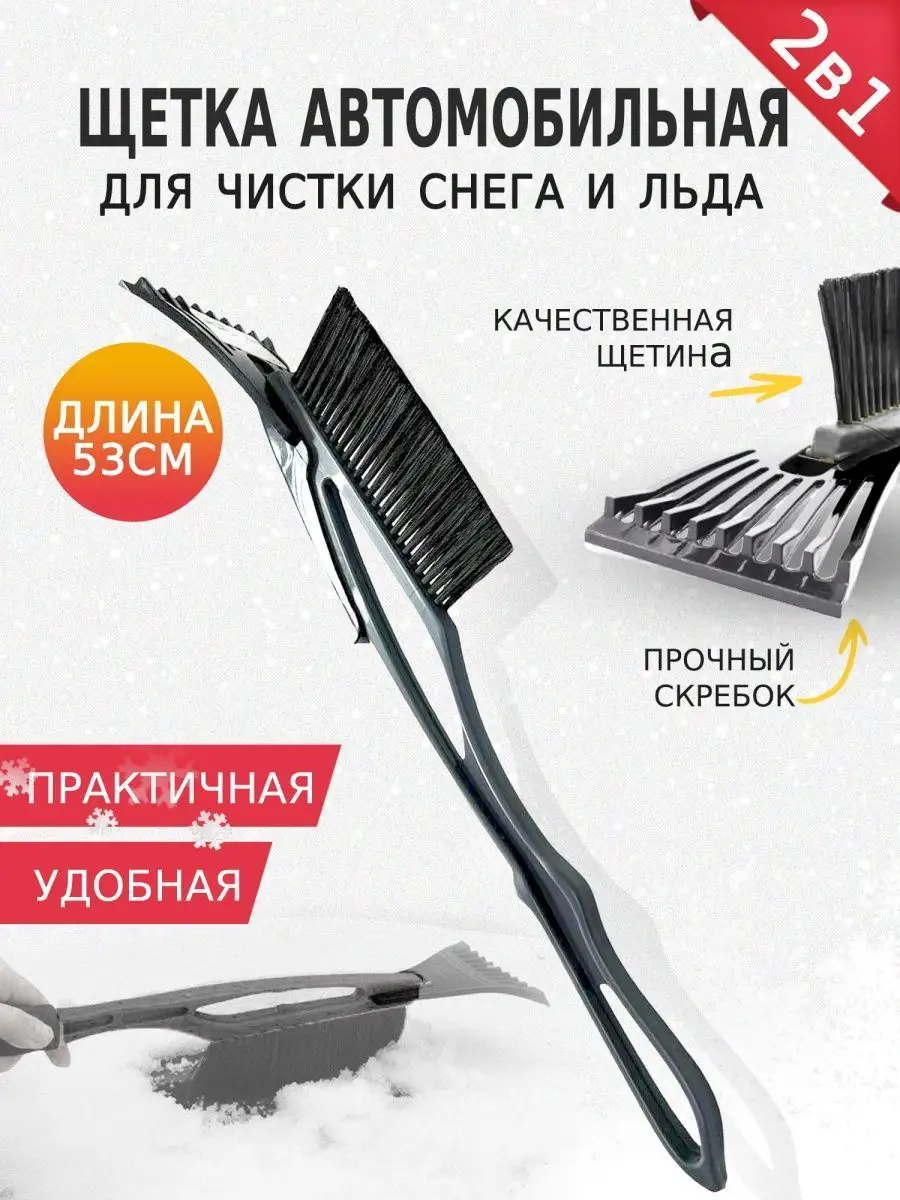 2в1
ЩЕТКА АВТОМОБИЛЬНАЯ
ДЛЯ ЧИСТКИ СНЕГА И ЛЬДА
КАЧЕСТВЕННАЯ
ЩЕТИНа
ДЛИНА
53СМ
ПРОЧНЫЙ
СКРЕБОК
ПРАКТИЧНАЯ
УДОБНАЯ